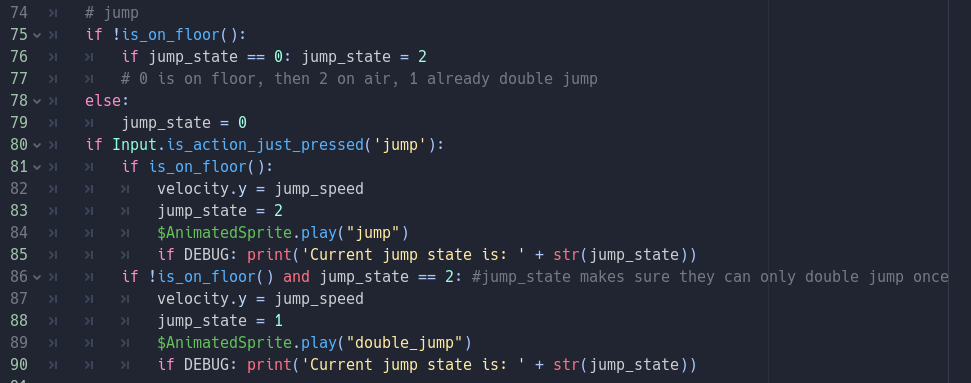 74 # jump
75 if !is_on_floor():
76 if jump_state == 0: jump_state = 2
77 # 0 is on floor, then 2 on air, 1 already double jump
78 else:
79 jump_state = 0
80 if Input.is_action_just_pressed('jump'):
81 if is_on_floor():
82 velocity.y = jump_speed
83 jump_state = 2
84 $AnimatedSprite.play("jump")
85 if DEBUG: print('Current jump state is: ' + str(jump_state))
86 if !is_on_floor() and jump_state == 2: #jump_state makes sure they can only double jump once
87 velocity.y = jump_speed
88 jump_state = 1
89 $AnimatedSprite.play("double_jump")
90 if DEBUG: print('Current jump state is: ' + str(jump_state))